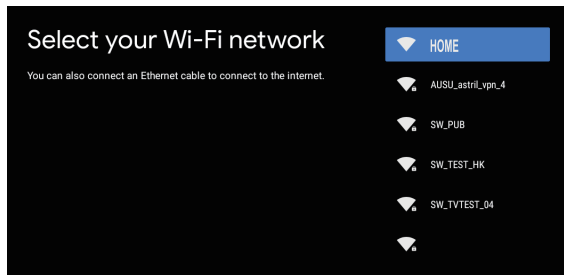 Select your Wi-Fi network
You can also connect an Ethernet cable to connect to the internet.
HOME
AUSU_astril_vpn_4
SW_PUB
SW_TEST_HK
SW_TVTEST_04